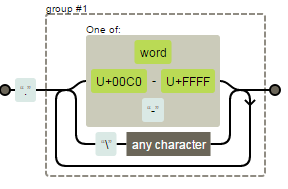 group #1
One of:
word
U+00C0 - U+FFFF
"-"
"."
"\" any character